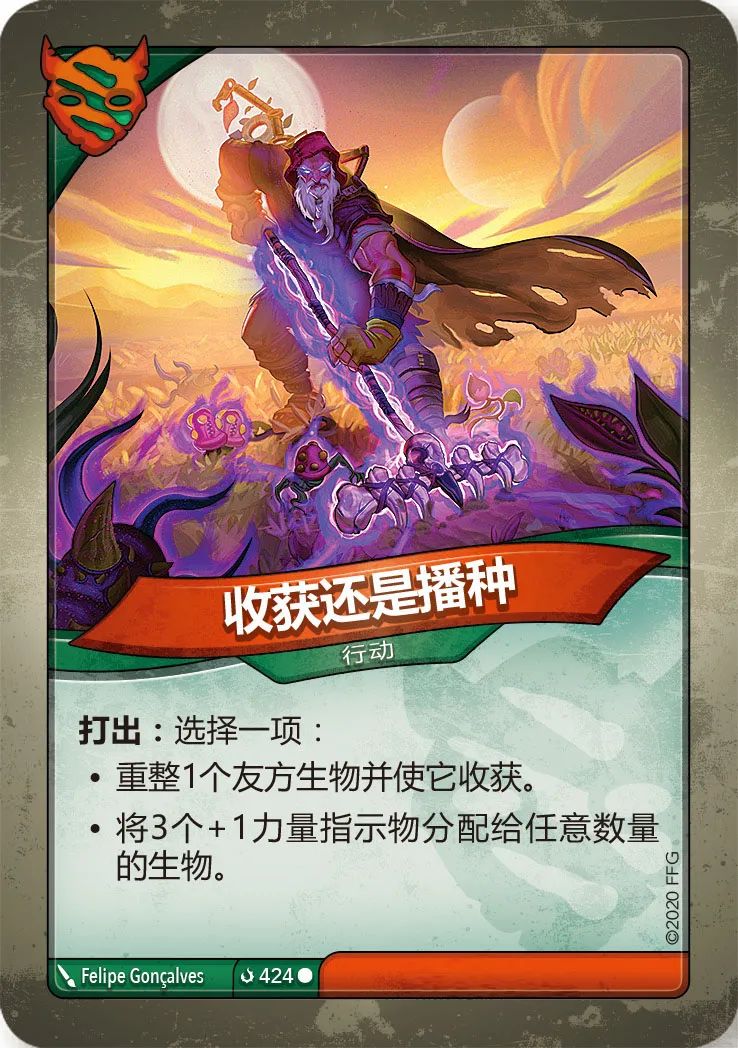 收获还是播种
行动
打出：选择一项：
• 重整1个友方生物并使它收获。
• 将3个+1力量指示物分配给任意数量
的生物。
©2020 FFG
Felipe Gonçalves
424